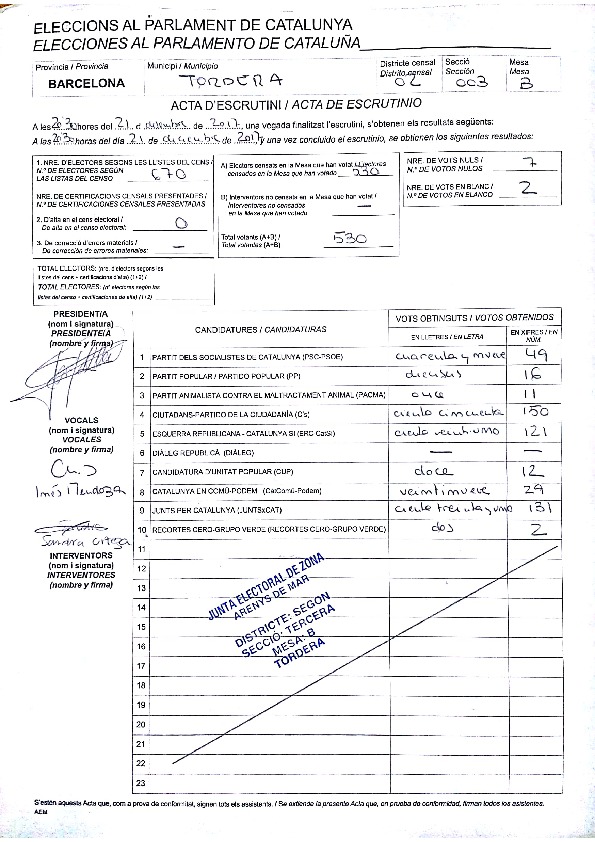 ELECCIONS AL PARLAMENT DE CATALUNYA
ELECCIONES AL PARLAMENTO DE CATALUÑA
Provincia / Provincia
BARCELONA
Municipi / Municipio
TORDERA
Districte censal
Distrito censal
02
Secció
Sección
003
Mesa
Mesa
B
ACTA D'ESCRUTINI / ACTA DE ESCRUTINIO
A les hores del 21 d desembre de 2017, una vegada finalitzat l'escrutini, s'obtenen els resultats següents:
A las horas del día 21 de diciembre de 2017 y una vez concluido el escrutinio, se obtienen los siguientes resultados:
1. NRE. D'ELECTORS SEGONS LES LLISTES DEL CENS /
N.º DE ELECTORES SEGÚN
LAS LISTAS DEL CENSO
670
NRE. DE CERTIFICACIONS CENSALS PRESENTADES /
N.º DE CERTIFICACIONES CENSALES PRESENTADAS
2. D'alta en el cens electoral /
De alta en el censo electoral:
0
3. De correcció d'errors materials /
De corrección de errores materiales:
—
TOTAL ELECTORS: (nre. d'electors segons les
llistes del cens + certificacions d'alta) (1+2) /
TOTAL ELECTORES: (n.º electores según las
listas del censo + certificaciones de alta) (1+2)
A) Electors censats en la Mesa que han votat / Electores
censados en la Mesa que han votado
530
B) Interventors no censats en la Mesa que han votat /
Interventores no censados
en la Mesa que han votado
—
Total votants (A+B) /
Total votantes (A+B)
530
NRE. DE VOTS NULS /
N.º DE VOTOS NULOS
7
NRE. DE VOTS EN BLANC /
N.º DE VOTOS EN BLANCO
2
PRESIDENT/A
(nom i signatura)
PRESIDENTE/A
(nombre y firma)
VOCALS
(nom i signatura)
VOCALES
(nombre y firma)
Inés Mendoza
Sandra Ortega
INTERVENTORS
(nom i signatura)
INTERVENTORES
(nombre y firma)
CANDIDATURES / CANDIDATURAS
VOTS OBTINGUTS / VOTOS OBTENIDOS
EN LLETRES / EN LETRA
EN XIFRES / EN NÚM.
1 PARTIT DELS SOCIALISTES DE CATALUNYA (PSC-PSOE) cuarenta y nueve 49
2 PARTIT POPULAR / PARTIDO POPULAR (PP) dieciseis 16
3 PARTIT ANIMALISTA CONTRA EL MALTRACTAMENT ANIMAL (PACMA) once 11
4 CIUTADANS-PARTIDO DE LA CIUDADANÍA (C's) ciento cincuenta 150
5 ESQUERRA REPUBLICANA - CATALUNYA SÍ (ERC-CatSí) ciento veintiuno 121
6 DIÀLEG REPUBLICÀ (DIÀLEG) — —
7 CANDIDATURA D'UNITAT POPULAR (CUP) doce 12
8 CATALUNYA EN COMÚ-PODEM (CatComú-Podem) veintinueve 29
9 JUNTS PER CATALUNYA (JUNTSxCAT) ciento treinta y uno 131
10 RECORTES CERO-GRUPO VERDE (RECORTES CERO-GRUPO VERDE) dos 2
11
12
13
14
15
16
17
18
19
20
21
22
23
JUNTA ELECTORAL DE ZONA
ARENYS DE MAR
DISTRICTE: SEGON
SECCIÓ: TERCERA
MESA: B
TORDERA
S'estén aquesta Acta que, com a prova de conformitat, signen tots els assistents. / Se extiende la presente Acta que, en prueba de conformidad, firman todos los asistentes.
AEM